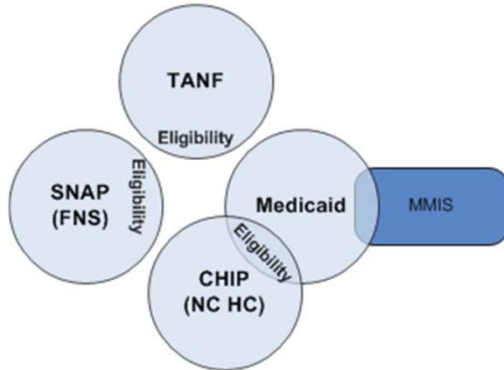 TANF
Eligibility
SNAP
(FNS)
Eligibility
Medicaid
MMIS
Eligibility
CHIP
(NC HC)